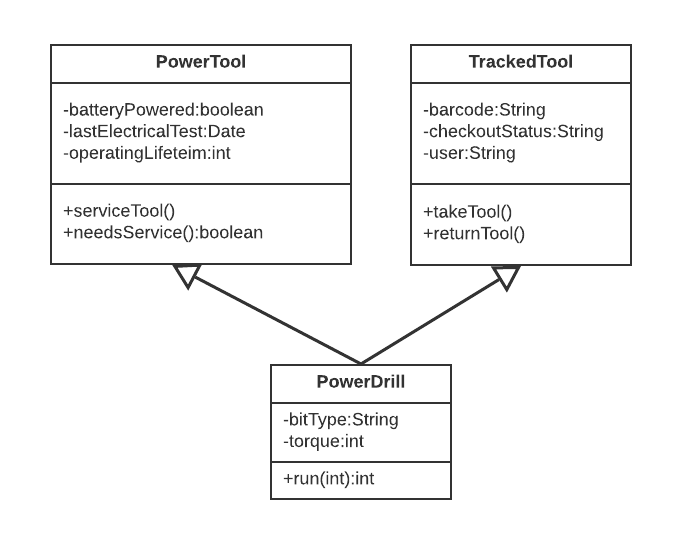 PowerTool
-batteryPowered:boolean
-lastElectricalTest:Date
-operatingLifeteim:int
+serviceTool()
+needsService():boolean
TrackedTool
-barcode:String
-checkoutStatus:String
-user:String
+takeTool()
+returnTool()
PowerDrill
-bitType:String
-torque:int
+run(int):int